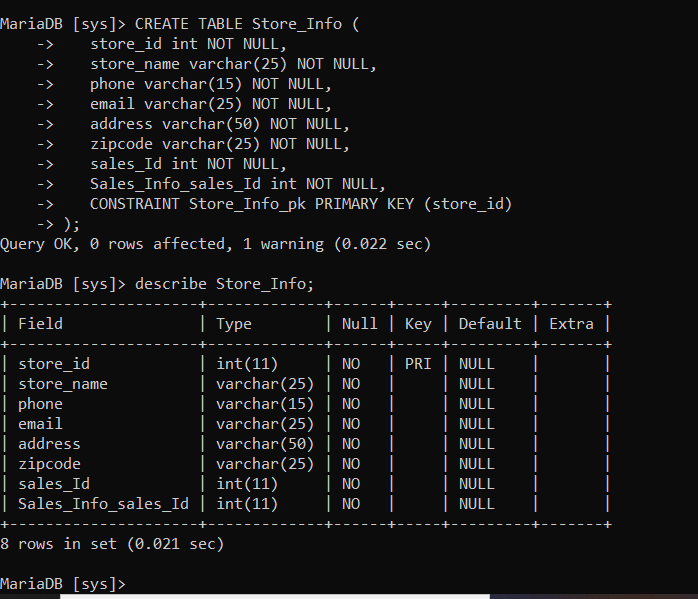 MariaDB [sys]> CREATE TABLE Store_Info (
    ->    store_id int NOT NULL,
    ->    store_name varchar(25) NOT NULL,
    ->    phone varchar(15) NOT NULL,
    ->    email varchar(25) NOT NULL,
    ->    address varchar(50) NOT NULL,
    ->    zipcode varchar(25) NOT NULL,
    ->    sales_Id int NOT NULL,
    ->    Sales_Info_sales_Id int NOT NULL,
    ->    CONSTRAINT Store_Info_pk PRIMARY KEY (store_id)
    -> );
Query OK, 0 rows affected, 1 warning (0.022 sec)

MariaDB [sys]> describe Store_Info;
+---------------------+-------------+------+-----+---------+-------+
| Field               | Type        | Null | Key | Default | Extra |
+---------------------+-------------+------+-----+---------+-------+
| store_id            | int(11)     | NO   | PRI | NULL    |       |
| store_name          | varchar(25) | NO   |     | NULL    |       |
| phone               | varchar(15) | NO   |     | NULL    |       |
| email               | varchar(25) | NO   |     | NULL    |       |
| address             | varchar(50) | NO   |     | NULL    |       |
| zipcode             | varchar(25) | NO   |     | NULL    |       |
| sales_Id            | int(11)     | NO   |     | NULL    |       |
| Sales_Info_sales_Id | int(11)     | NO   |     | NULL    |       |
+---------------------+-------------+------+-----+---------+-------+
8 rows in set (0.021 sec)

MariaDB [sys]>